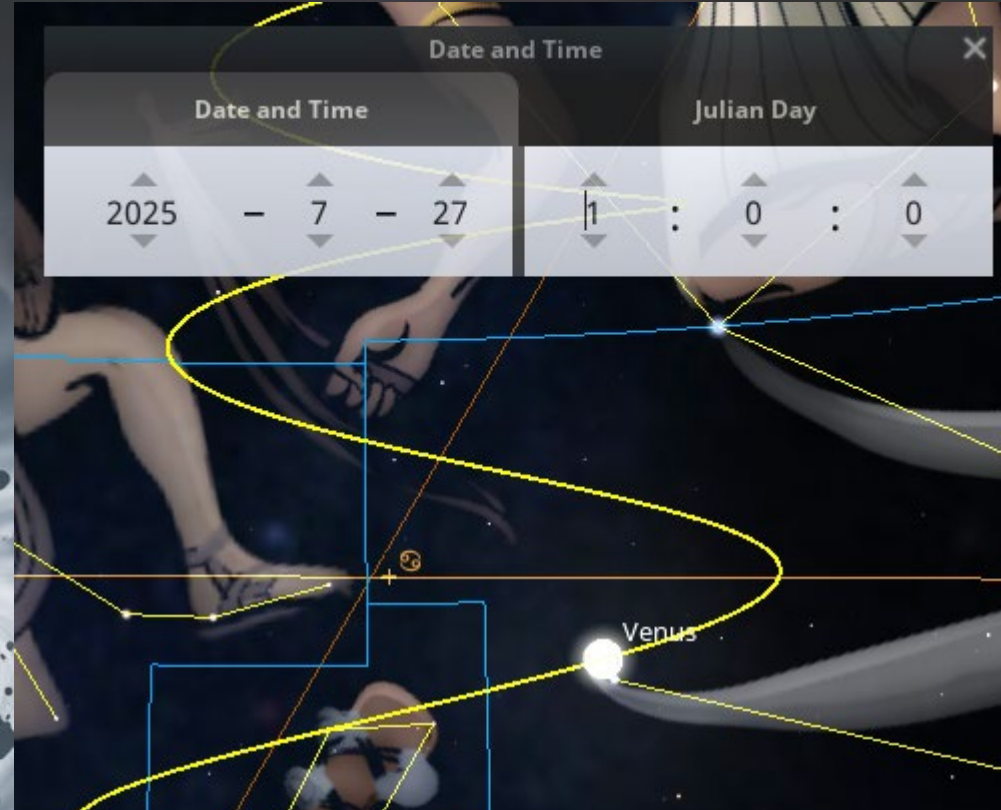 Date and Time
Date and Time Julian Day
2025 – 7 – 27 1 : 0 : 0
♋
Venus